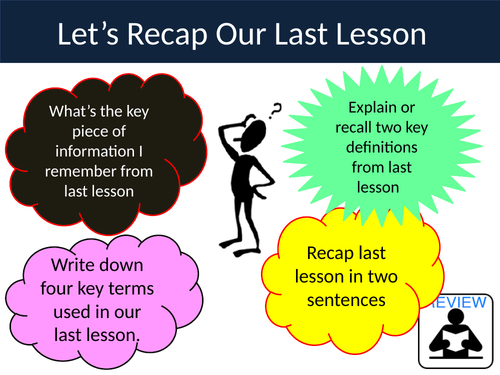 Let's Recap Our Last Lesson
What's the key
piece of
information I
remember from
last lesson
?
Explain or
recall two key
definitions
from last
lesson
Write down
four key terms
used in our
last lesson.
Recap last
lesson in two
sentences
EVIEW